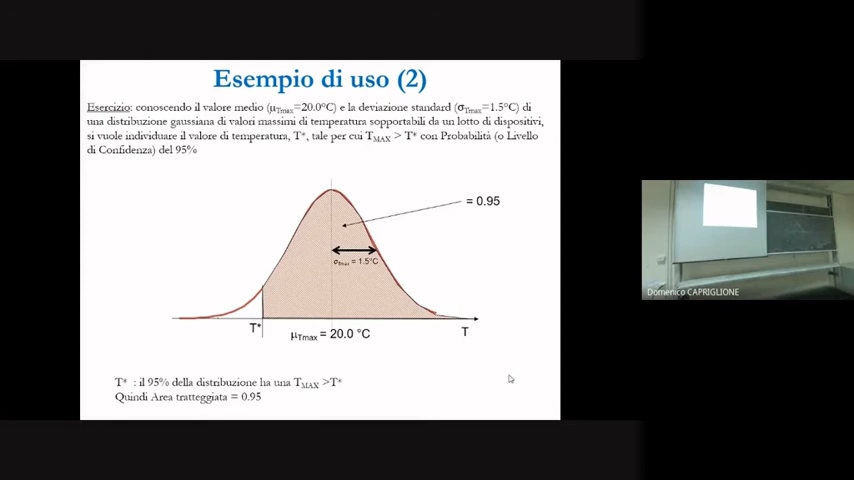 Esempio di uso (2)
Esercizio: conoscendo il valore medio (μTmax=20.0°C) e la deviazione standard (σTmax=1.5°C) di
una distribuzione gaussiana di valori massimi di temperatura sopportabili da un lotto di dispositivi,
si vuole individuare il valore di temperatura, T*, tale per cui TMAX > T* con Probabilità (o Livello
di Confidenza) del 95%
= 0.95
σTmax = 1.5°C
T*
μTmax = 20.0 °C
T
T* : il 95% della distribuzione ha una TMAX >T*
Quindi Area tratteggiata = 0.95
Domenico CAPRIGLIONE